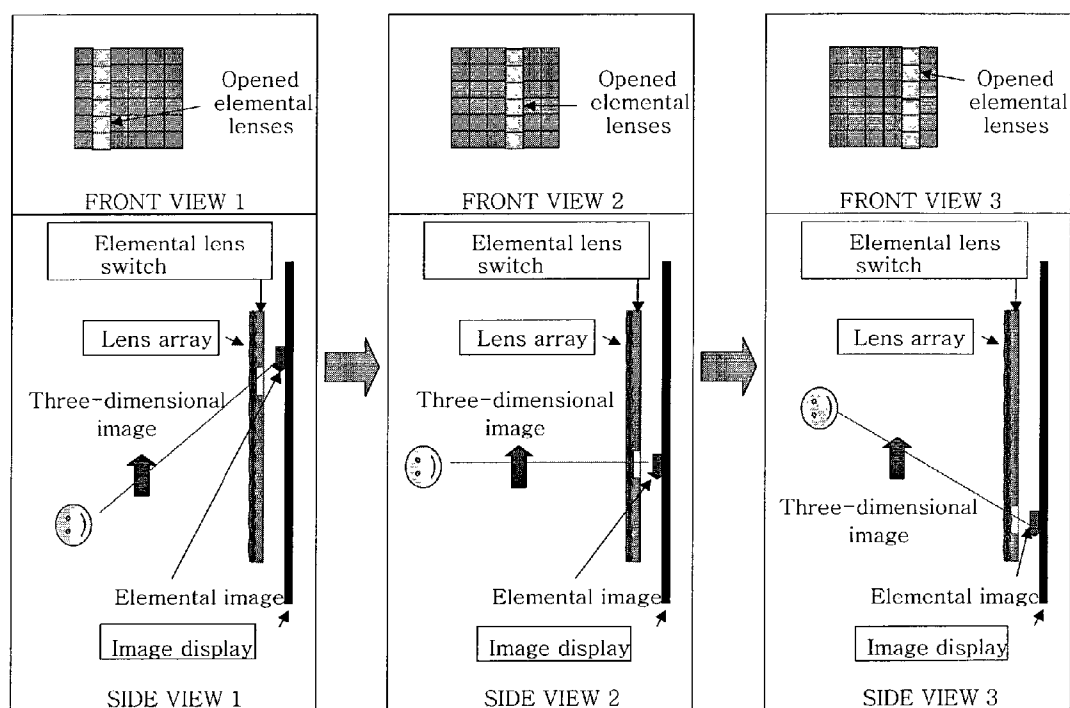 Opened
elemental
lenses
FRONT VIEW 1
Opened
elemental
lenses
FRONT VIEW 2
Opened
elemental
lenses
FRONT VIEW 3
Elemental lens
switch
Lens array
Three-dimensional
image
Elemental image
Image display
SIDE VIEW 1
Elemental lens
switch
Lens array
Three-dimensional
image
Elemental image
Image display
SIDE VIEW 2
Elemental lens
switch
Lens array
Three-dimensional
image
Elemental image
Image display
SIDE VIEW 3